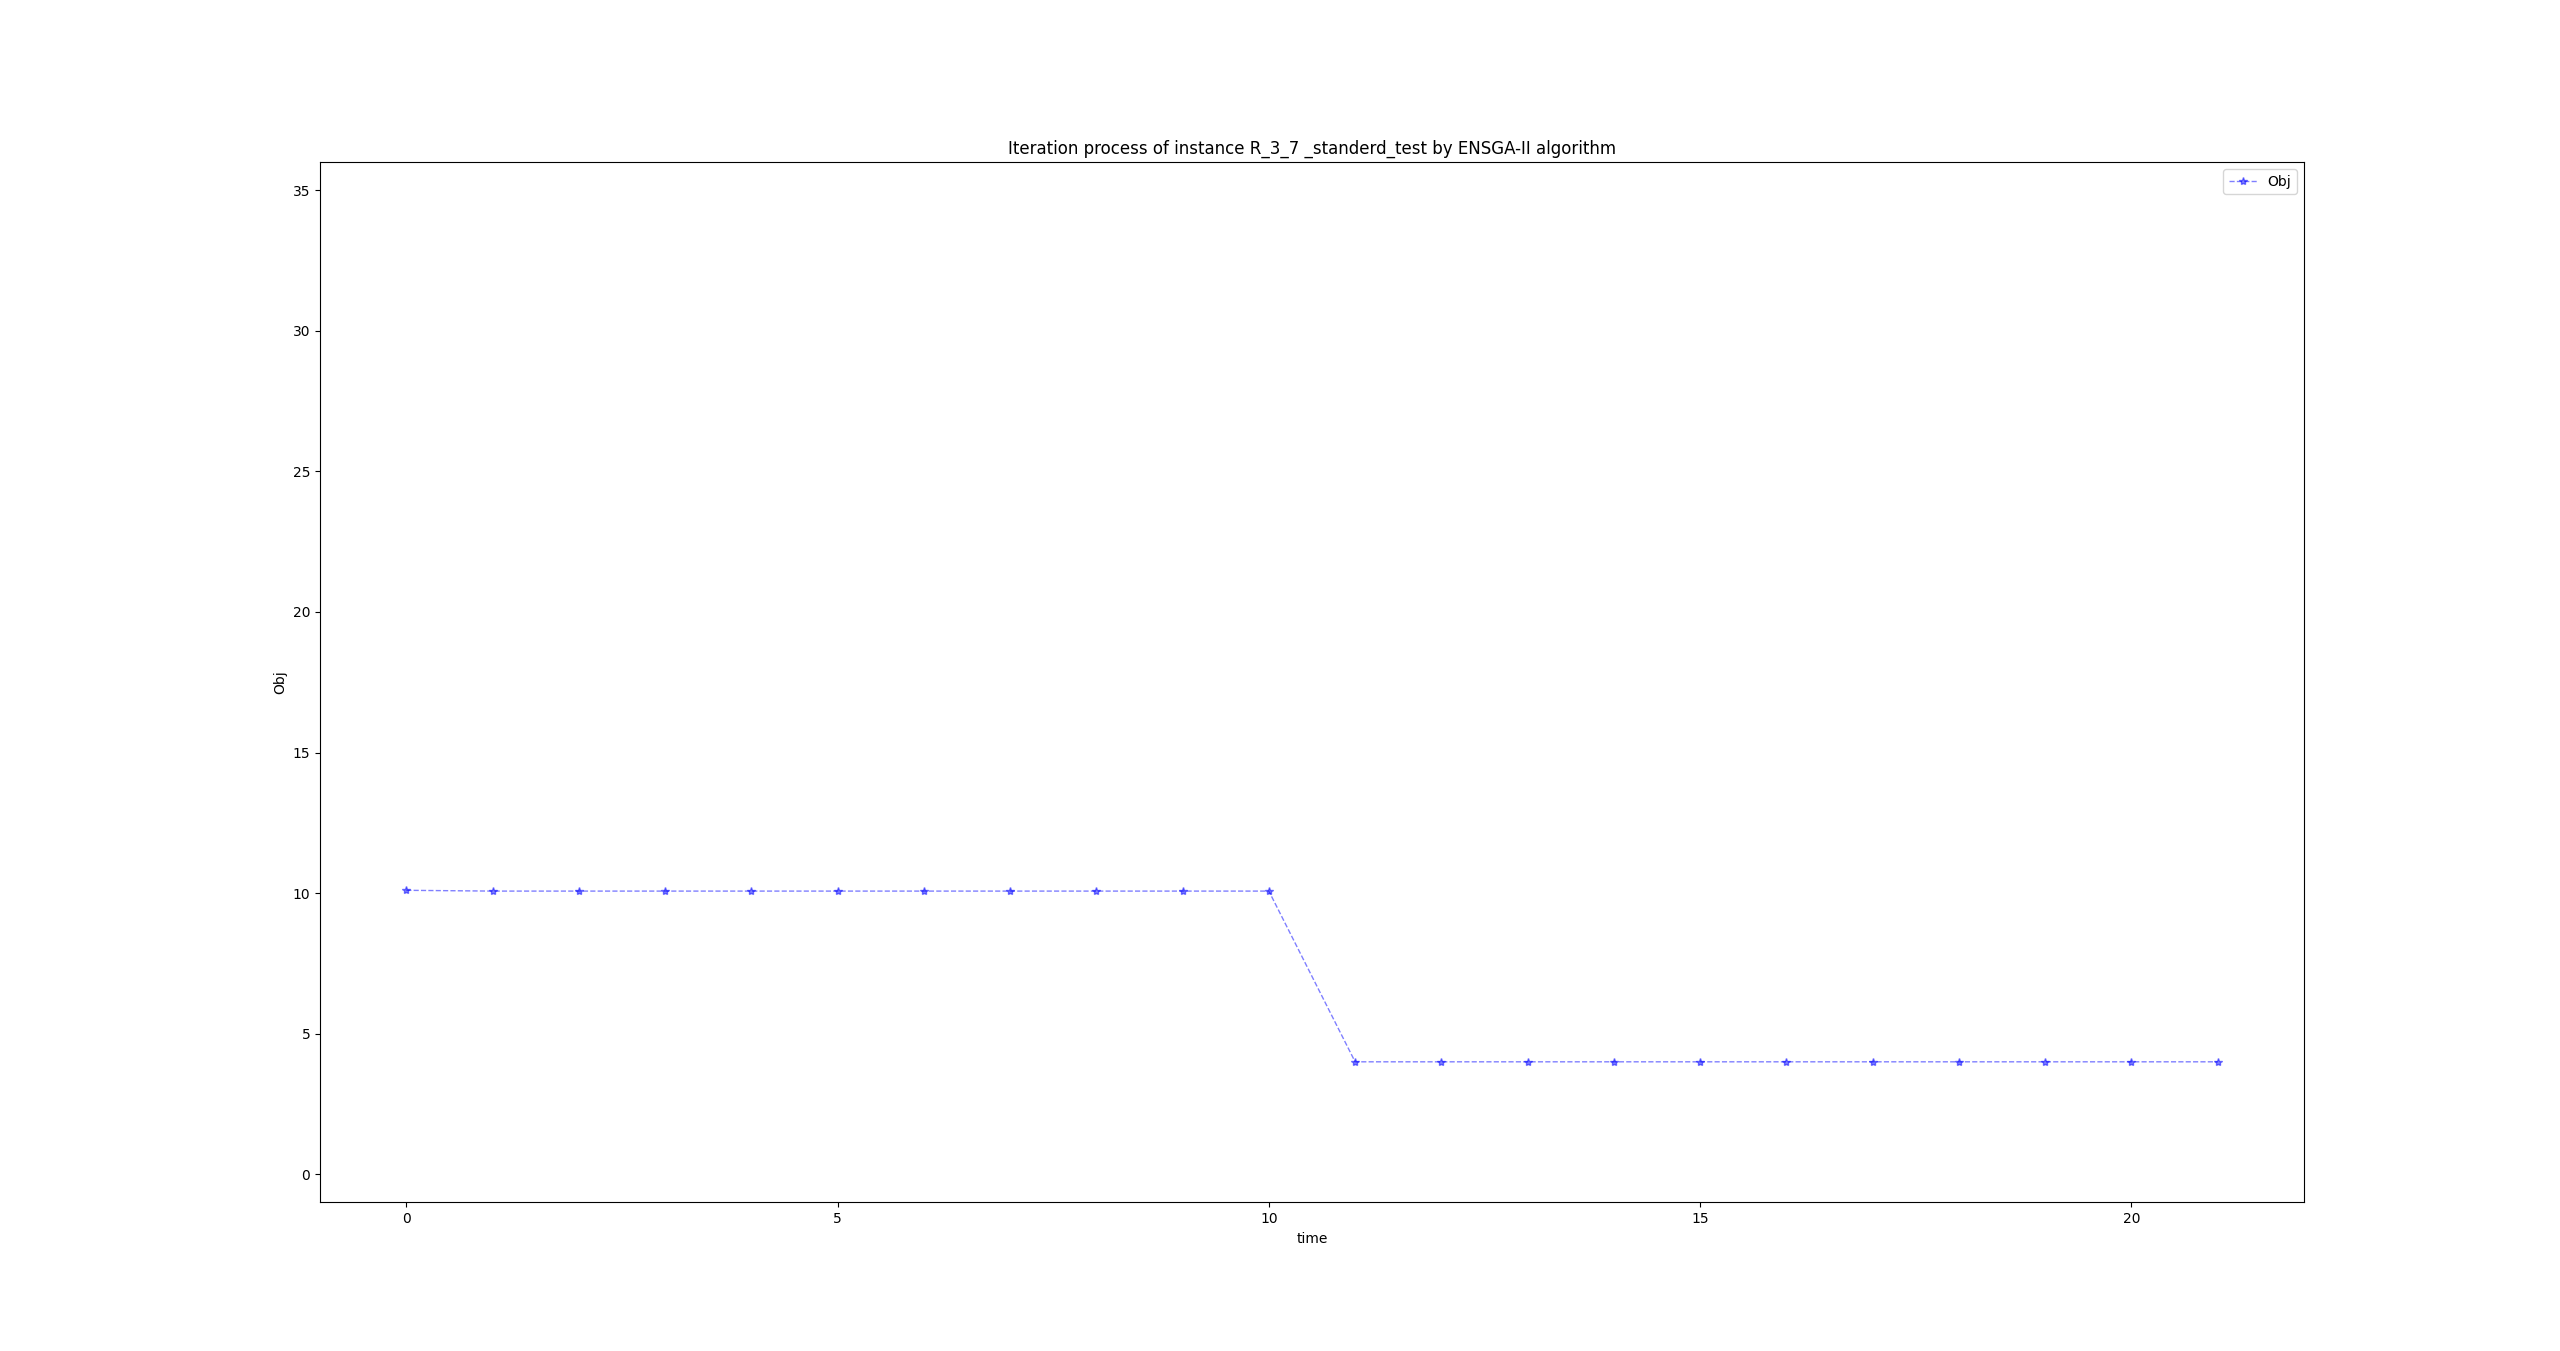 Iteration process of instance R_3_7 _standerd_test by ENSGA-II algorithm
Obj
35
30
25
20
15
10
5
0
Obj
0 5 10 15 20
time